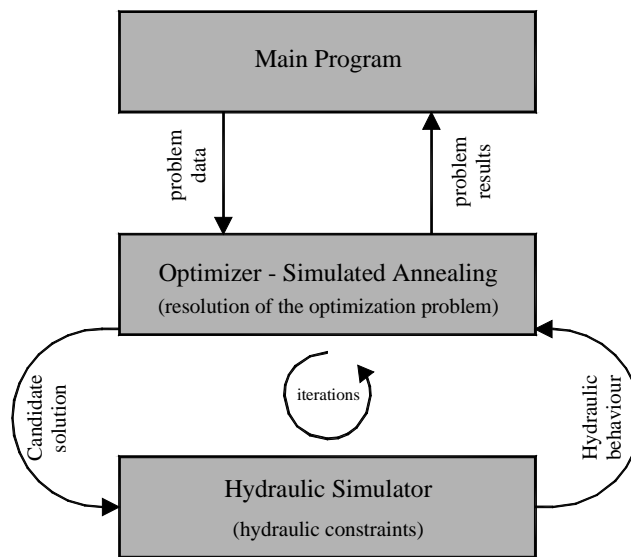 Main Program
problem
data
problem
results
Optimizer - Simulated Annealing
(resolution of the optimization problem)
Candidate
solution
iterations
Hydraulic
behaviour
Hydraulic Simulator
(hydraulic constraints)